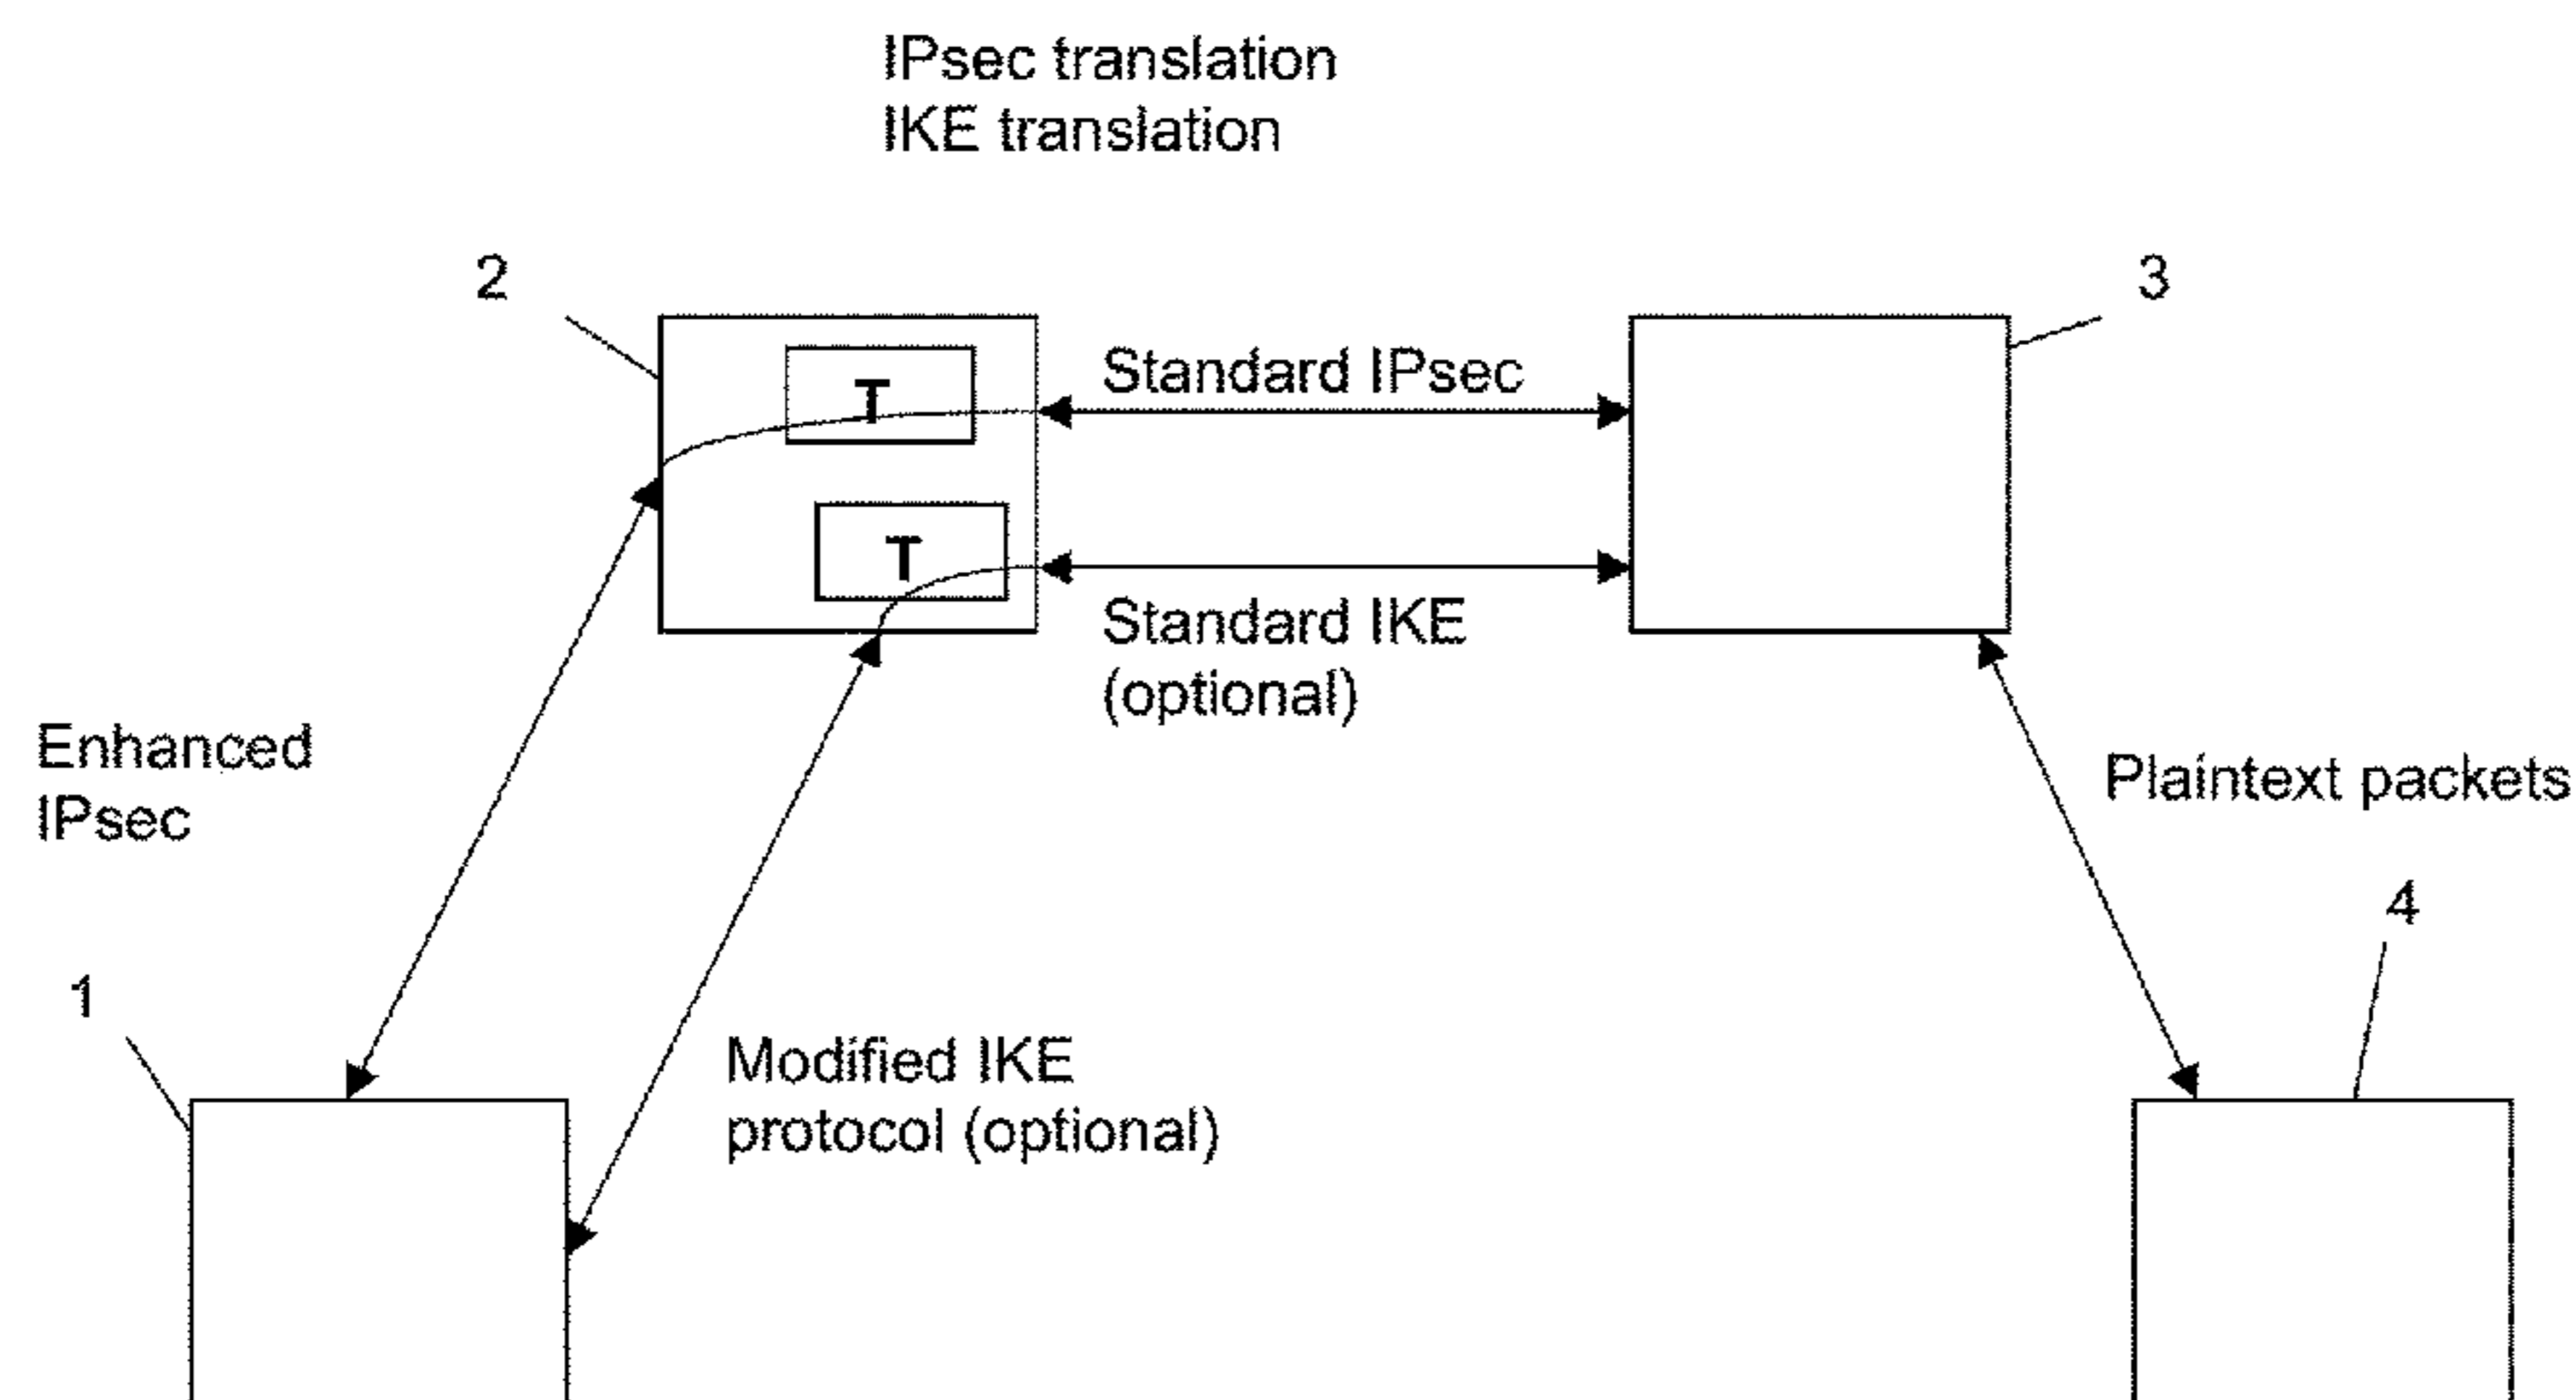 IPsec translation
IKE translation
2
3
T
Standard IPsec
T
Standard IKE
(optional)
Enhanced
IPsec
Plaintext packets
4
1
Modified IKE
protocol (optional)